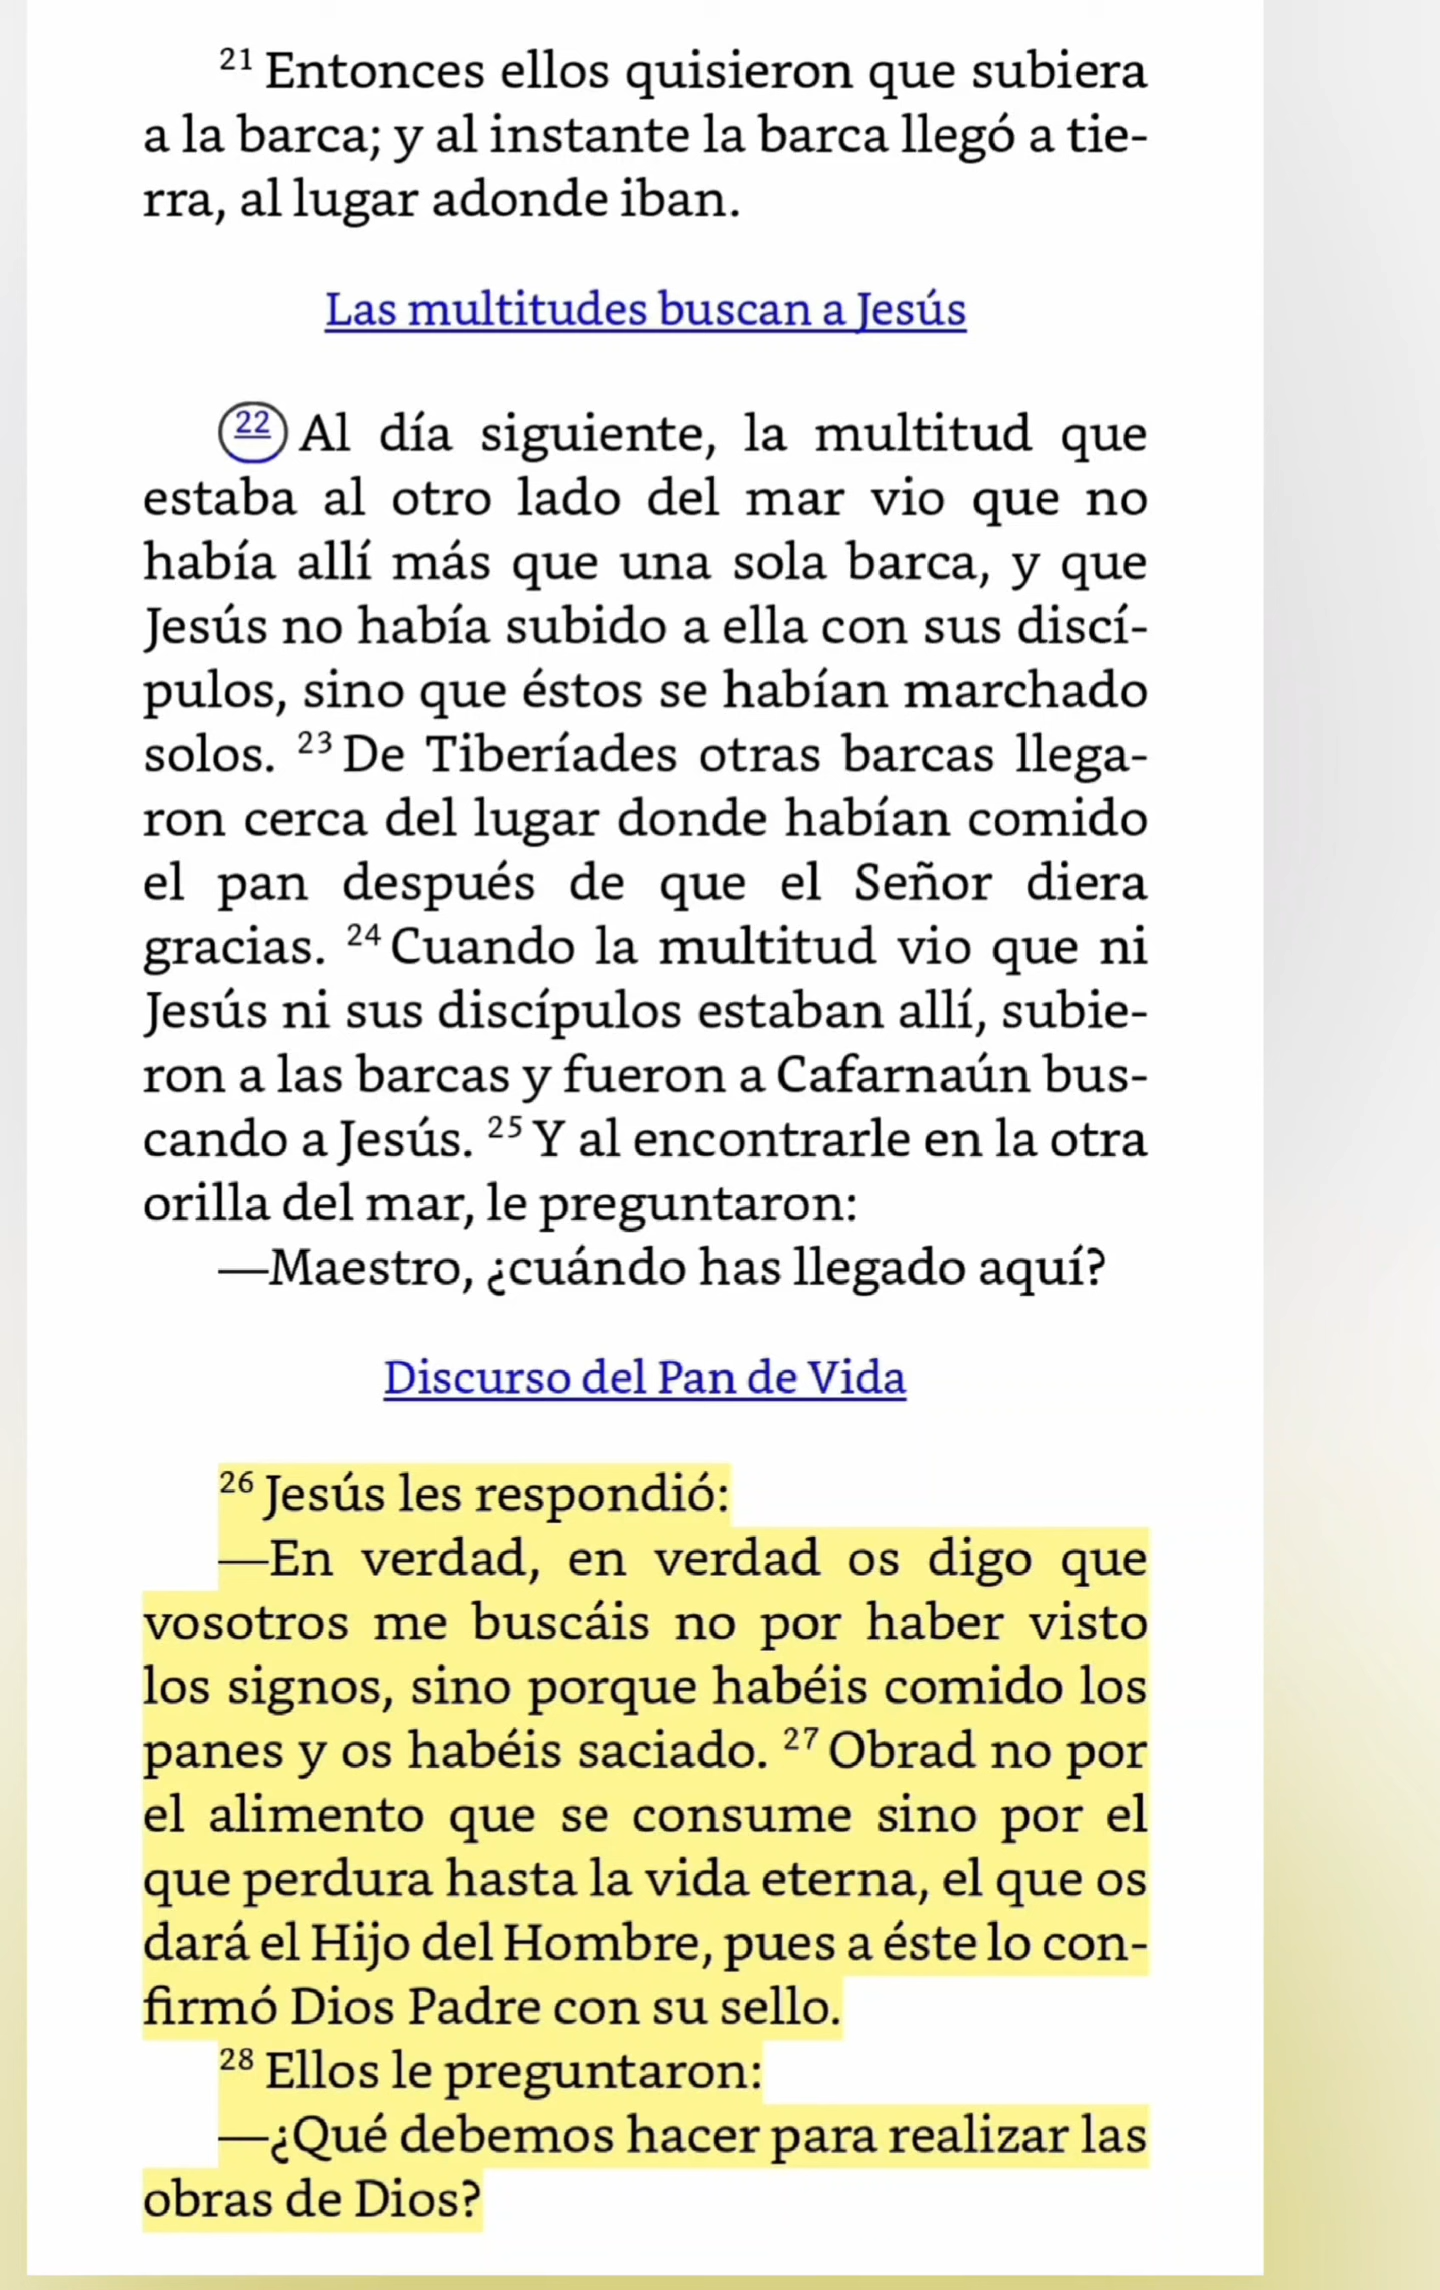 21 Entonces ellos quisieron que subiera
a la barca; y al instante la barca llegó a tie-
rra, al lugar adonde iban.
Las multitudes buscan a Jesús
22 Al día siguiente, la multitud que
estaba al otro lado del mar vio que no
había allí más que una sola barca, y que
Jesús no había subido a ella con sus discí-
pulos, sino que éstos se habían marchado
solos. 23 De Tiberíades otras barcas llega-
ron cerca del lugar donde habían comido
el pan después de que el Señor diera
gracias. 24 Cuando la multitud vio que ni
Jesús ni sus discípulos estaban allí, subie-
ron a las barcas y fueron a Cafarnaún bus-
cando a Jesús. 25 Y al encontrarle en la otra
orilla del mar, le preguntaron:
—Maestro, ¿cuándo has llegado aquí?
Discurso del Pan de Vida
26 Jesús les respondió:
—En verdad, en verdad os digo que
vosotros me buscáis no por haber visto
los signos, sino porque habéis comido los
panes y os habéis saciado. 27 Obrad no por
el alimento que se consume sino por el
que perdura hasta la vida eterna, el que os
dará el Hijo del Hombre, pues a éste lo con-
firmó Dios Padre con su sello.
28 Ellos le preguntaron:
—¿Qué debemos hacer para realizar las
obras de Dios?